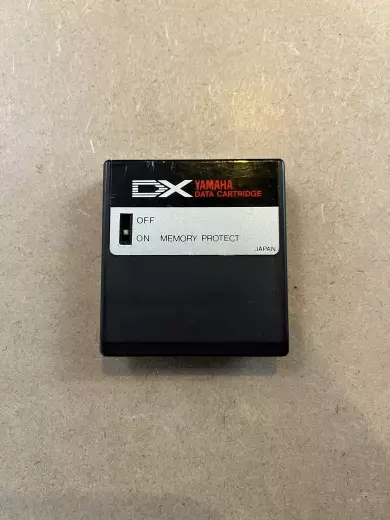 DX YAMAHA
DATA CARTRIDGE
OFF
ON MEMORY PROTECT
JAPAN